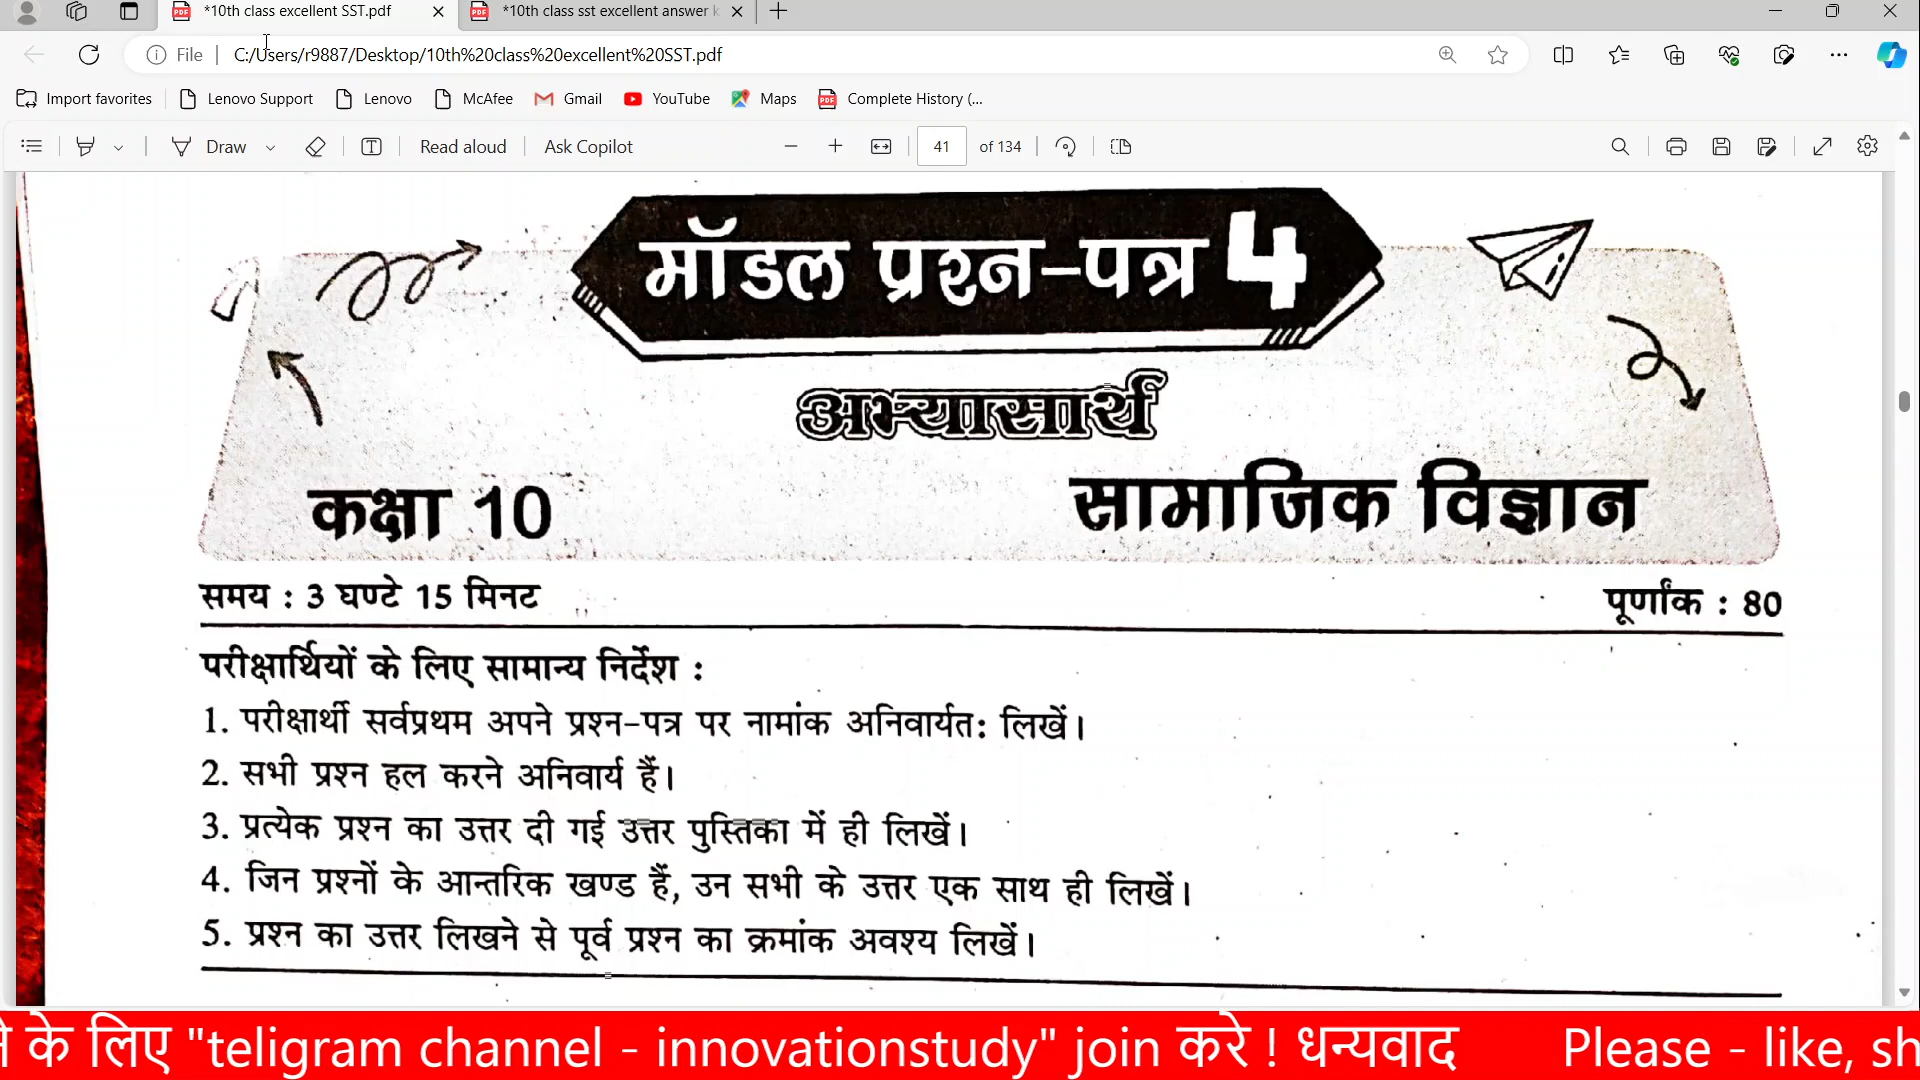 *10th class excellent SST.pdf
*10th class sst excellent answer k
File
C:/Users/r9887/Desktop/10th%20class%20excellent%20SST.pdf
Import favorites
Lenovo Support
Lenovo
McAfee
Gmail
YouTube
Maps
Complete History (...
Draw
Read aloud
Ask Copilot
41 of 134
मॉडल प्रश्न-पत्र 4
अभ्यासार्थ
कक्षा 10
सामाजिक विज्ञान
समय : 3 घण्टे 15 मिनट
पूर्णांक : 80
परीक्षार्थियों के लिए सामान्य निर्देश :
1. परीक्षार्थी सर्वप्रथम अपने प्रश्न-पत्र पर नामांक अनिवार्यतः लिखें।
2. सभी प्रश्न हल करने अनिवार्य हैं।
3. प्रत्येक प्रश्न का उत्तर दी गई उत्तर पुस्तिका में ही लिखें।
4. जिन प्रश्नों के आन्तरिक खण्ड हैं, उन सभी के उत्तर एक साथ ही लिखें।
5. प्रश्न का उत्तर लिखने से पूर्व प्रश्न का क्रमांक अवश्य लिखें।
के लिए "teligram channel - innovationstudy" join करे ! धन्यवाद Please - like, sh